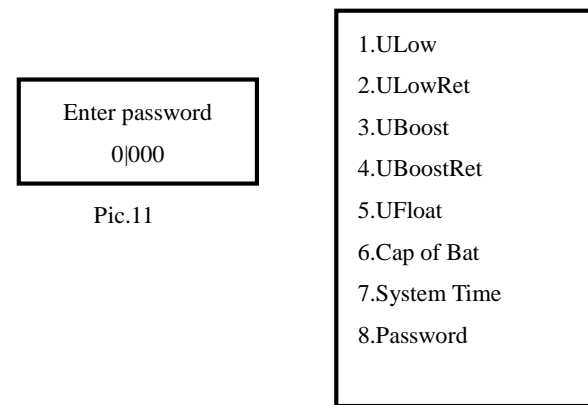 Enter password
0|000
Pic.11
1.ULow
2.ULowRet
3.UBoost
4.UBoostRet
5.UFloat
6.Cap of Bat
7.System Time
8.Password